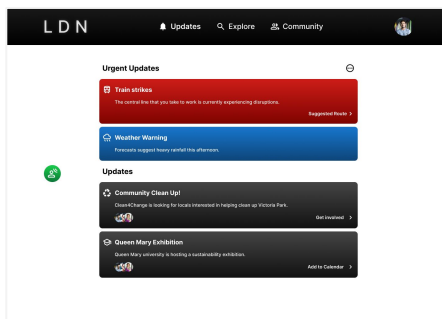 LDN
Updates
Explore
Community
Urgent Updates
Train strikes
The central line that you take to work is currently experiencing disruptions.
Suggested Route >
Weather Warning
Forecasts suggest heavy rainfall this afternoon.
Updates
Community Clean Up!
Clean4Change is looking for locals interested in helping clean up Victoria Park.
Get involved >
Queen Mary Exhibition
Queen Mary university is hosting a sustainability exhibition.
Add to Calendar >